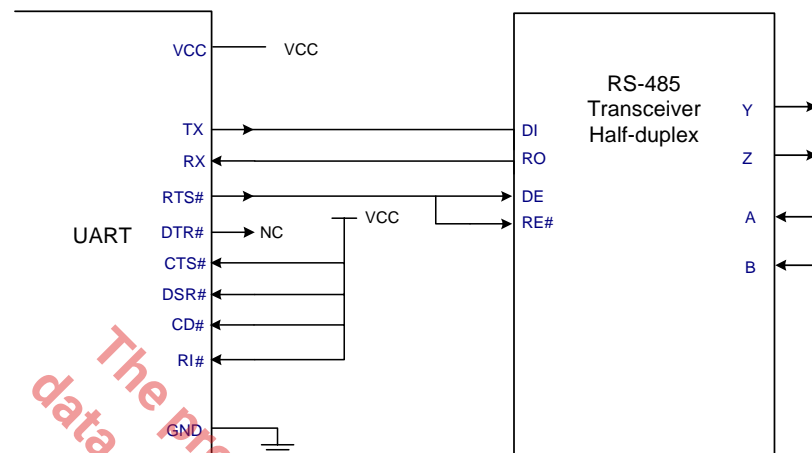 VCC
VCC
TX
RX
RTS#
DTR#
NC
VCC
UART
CTS#
DSR#
CD#
RI#
GND
RS-485
Transceiver
Half-duplex
DI
RO
DE
RE#
Y
Z
A
B
The
data